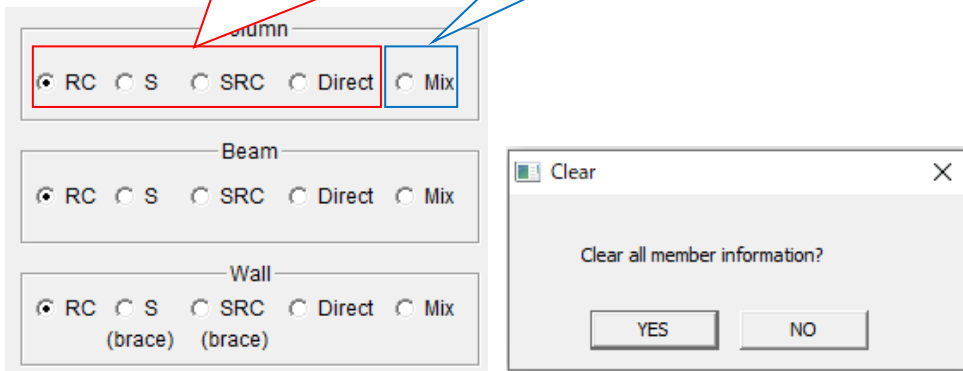 RC S SRC Direct Mix
Beam
RC S SRC Direct Mix
Wall
RC S SRC Direct Mix
(brace) (brace)
Clear
Clear all member information?
YES NO